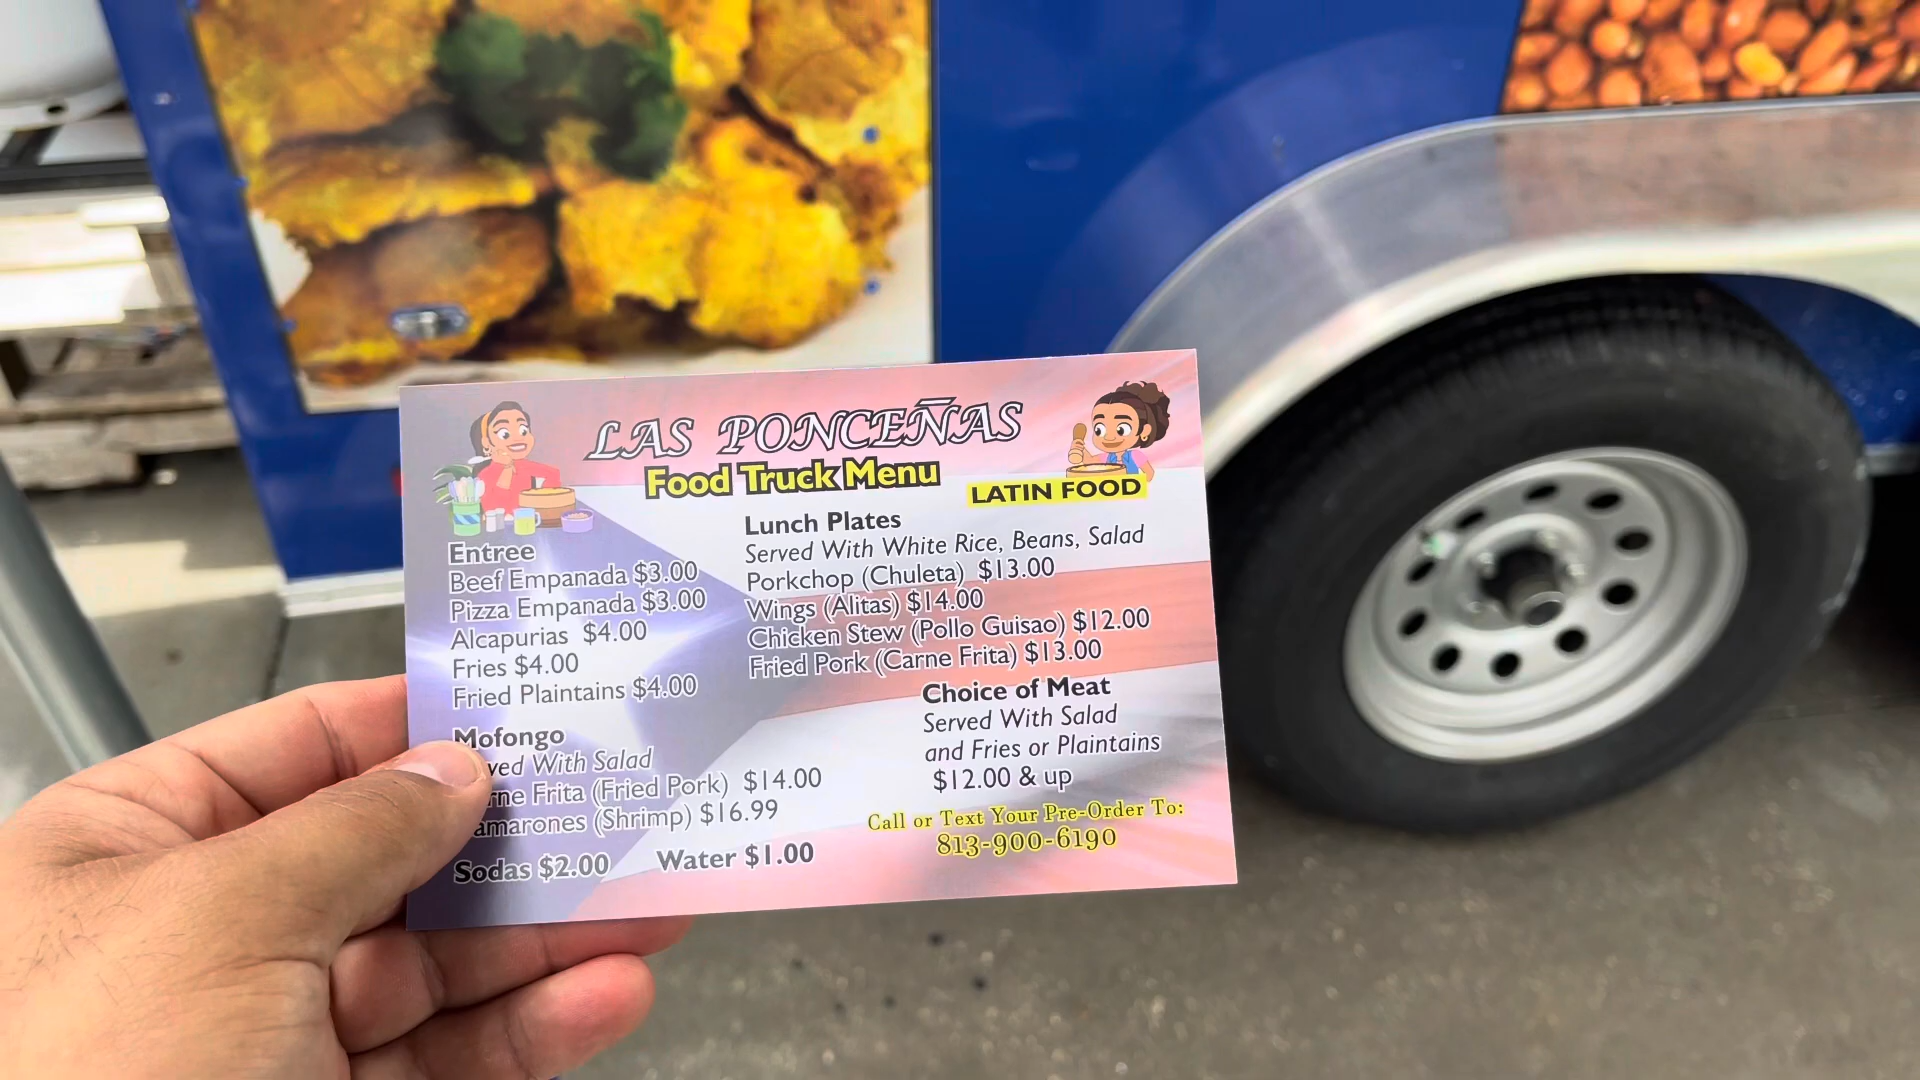 LAS PONCEÑAS
Food Truck Menu
LATIN FOOD
Entree
Beef Empanada $3.00
Pizza Empanada $3.00
Alcapurias $4.00
Fries $4.00
Fried Plaintains $4.00
Mofongo
With Salad
Frita (Fried Pork) $14.00
(Shrimp) $16.99
Sodas $2.00 Water $1.00
Lunch Plates
Served With White Rice, Beans, Salad
Porkchop (Chuleta) $13.00
Wings (Alitas) $14.00
Chicken Stew (Pollo Guisao) $12.00
Fried Pork (Carne Frita) $13.00
Choice of Meat
Served With Salad
and Fries or Plaintains
$12.00 & up
Call or Text Your Pre-Order To:
813-900-6190